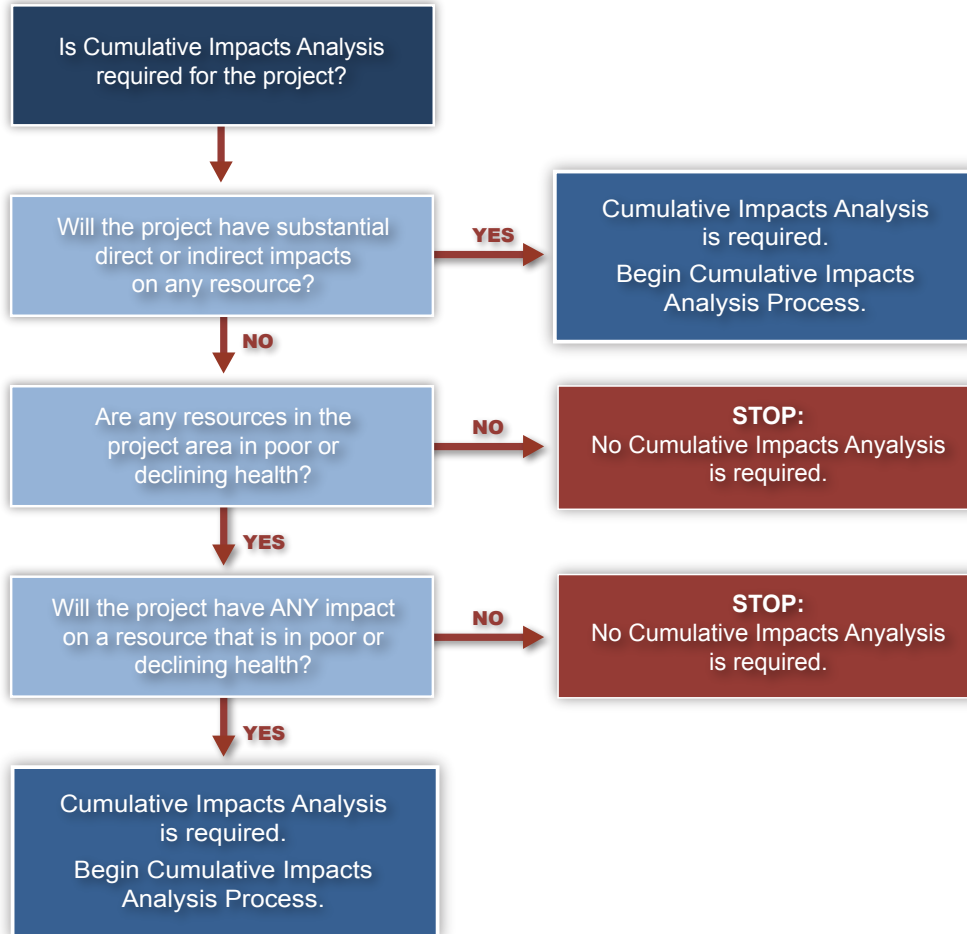 Is Cumulative Impacts Analysis
required for the project?
Will the project have substantial
direct or indirect impacts
on any resource?
YES
Cumulative Impacts Analysis
is required.
Begin Cumulative Impacts
Analysis Process.
NO
Are any resources in the
project area in poor or
declining health?
NO
STOP:
No Cumulative Impacts Anyalysis
is required.
YES
Will the project have ANY impact
on a resource that is in poor or
declining health?
NO
STOP:
No Cumulative Impacts Anyalysis
is required.
YES
Cumulative Impacts Analysis
is required.
Begin Cumulative Impacts
Analysis Process.